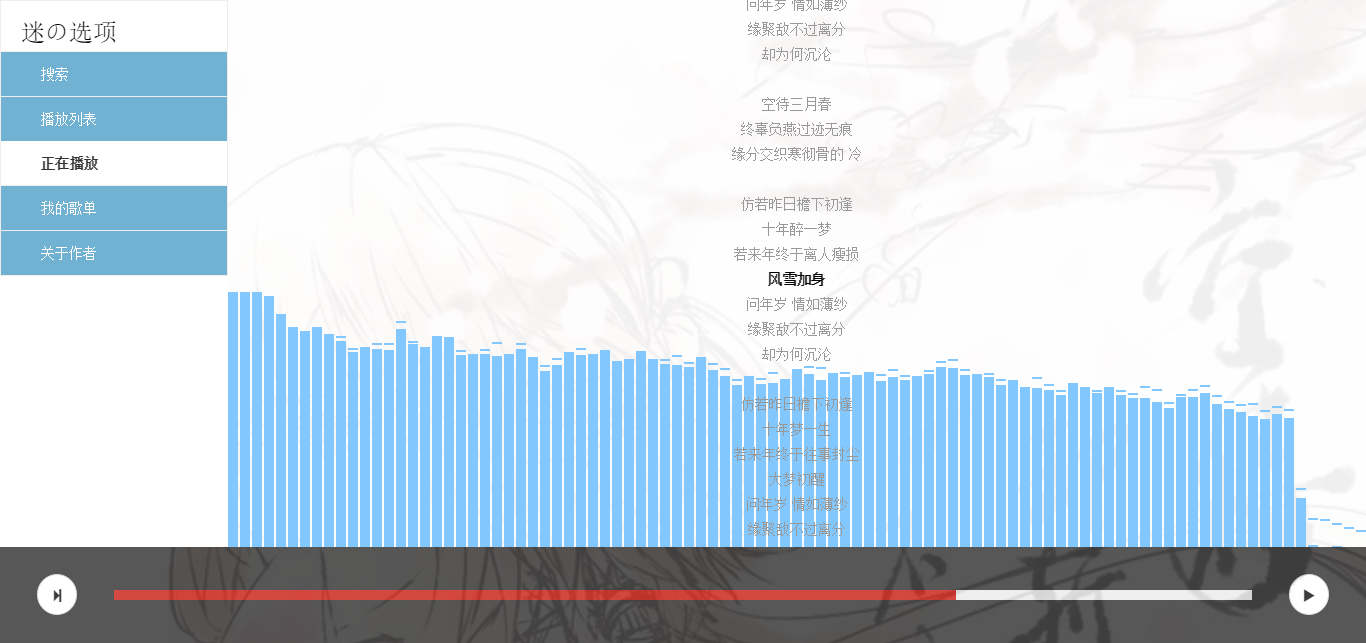 迷の选项
搜索
播放列表
正在播放
我的歌单
关于作者
问年岁 情如薄纱
缘聚敌不过离分
却为何沉沦
空待三月春
终辜负燕过迹无痕
缘分交织寒彻骨的 冷
仿若昨日檐下初逢
十年醉一梦
若来年终于离人瘦损
风雪加身
问年岁 情如薄纱
缘聚敌不过离分
却为何沉沦
仿若昨日檐下初逢
十年梦一生
若来年终于往事封尘
大梦初醒
问年岁 情如薄纱
缘聚敌不过离分